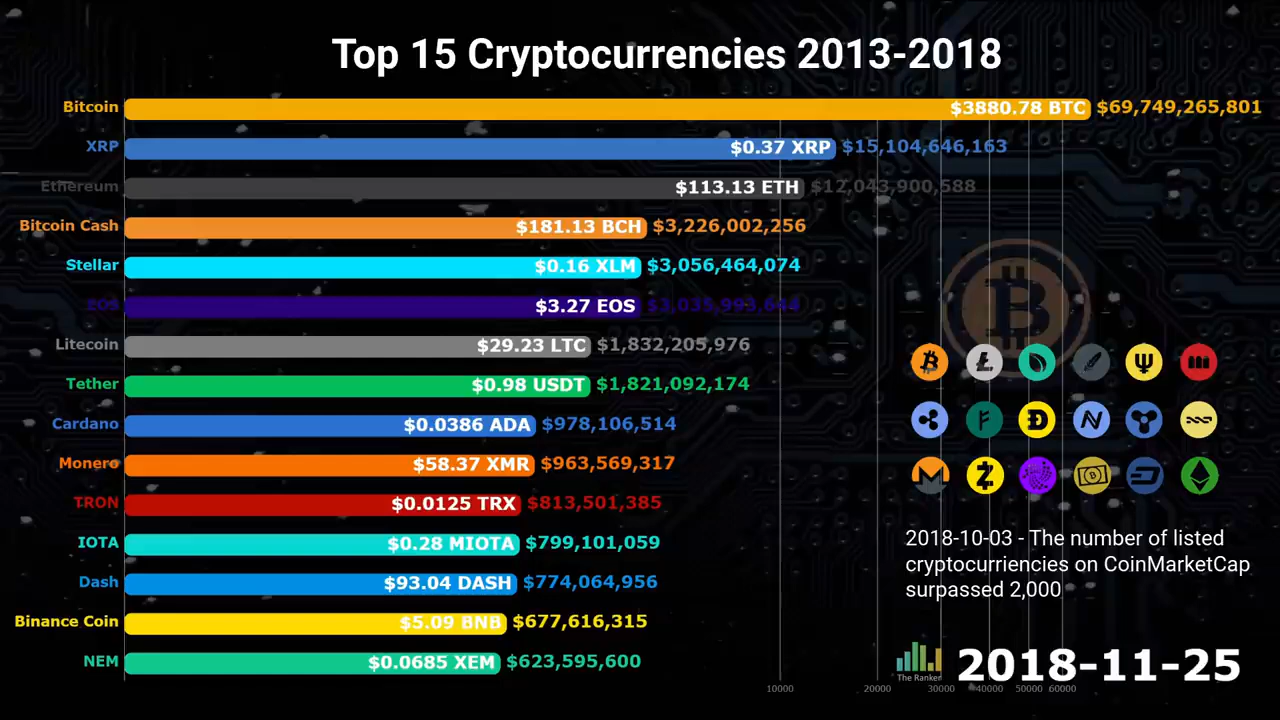 Top 15 Cryptocurrencies 2013-2018
Bitcoin $3880.78 BTC $69,749,265,801
XRP $0.37 XRP $15,104,646,163
Ethereum $113.13 ETH $12,043,900,588
Bitcoin Cash $181.13 BCH $3,226,002,256
Stellar $0.16 XLM $3,056,464,074
EOS $3.27 EOS $3,035,993,644
Litecoin $29.23 LTC $1,832,205,976
Tether $0.98 USDT $1,821,092,174
Cardano $0.0386 ADA $978,106,514
Monero $58.37 XMR $963,569,317
TRON $0.0125 TRX $813,501,385
IOTA $0.28 MIOTA $799,101,059
Dash $93.04 DASH $774,064,956
Binance Coin $5.09 BNB $677,616,315
NEM $0.0685 XEM $623,595,600
2018-10-03 - The number of listed
cryptocurriencies on CoinMarketCap
surpassed 2,000
The Ranker
2018-11-25
10000 20000 30000 40000 50000 60000